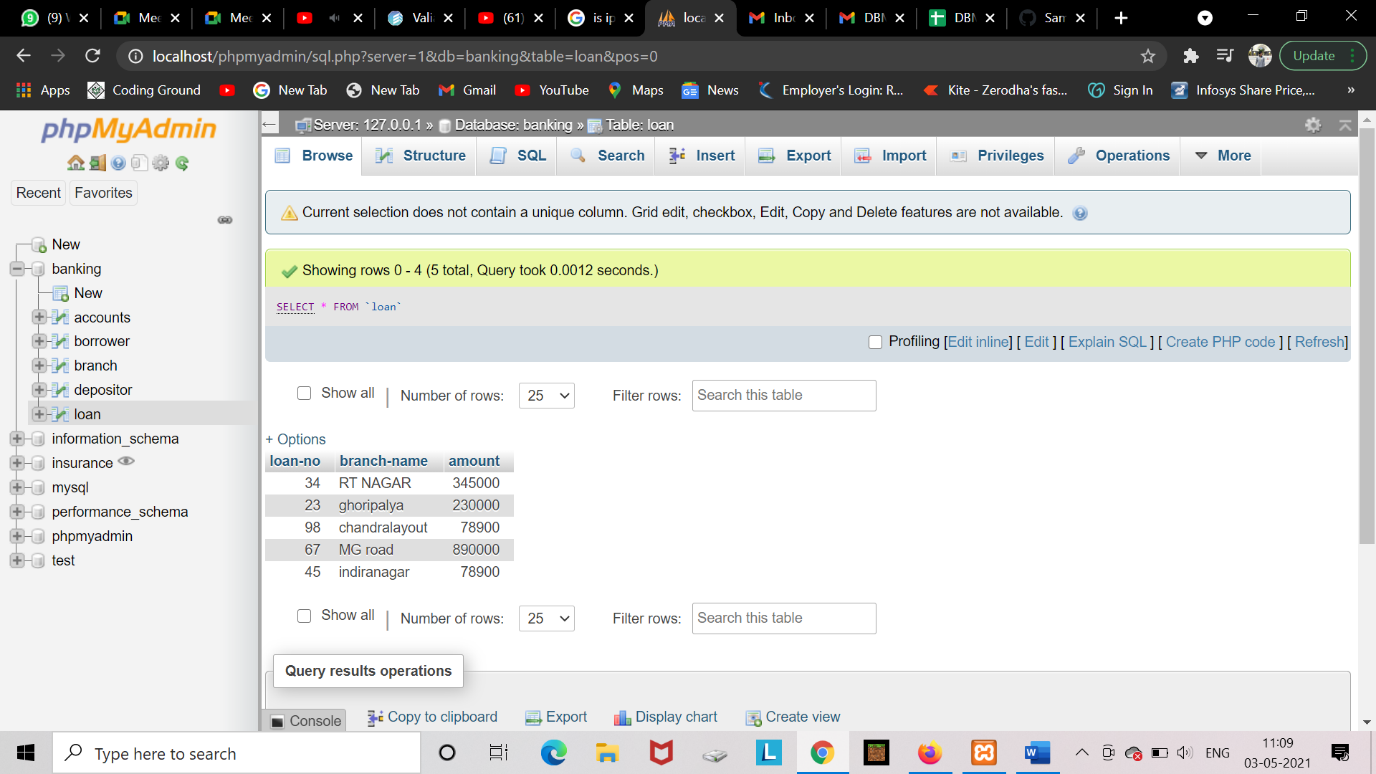 (9) \
Mee
Mee
Vali
(61)
is ip
loca
Inb
DBM
DBM
San
localhost/phpmyadmin/sql.php?server=1&db=banking&table=loan&pos=0
Update
Apps
Coding Ground
New Tab
New Tab
Gmail
YouTube
Maps
News
Employer's Login: R...
Kite - Zerodha's fas...
Sign In
Infosys Share Price,...
»
phpMyAdmin
Recent Favorites
New
banking
New
accounts
borrower
branch
depositor
loan
information_schema
insurance
mysql
performance_schema
phpmyadmin
test
Server: 127.0.0.1 » Database: banking » Table: loan
Browse Structure SQL Search Insert Export Import Privileges Operations More
Current selection does not contain a unique column. Grid edit, checkbox, Edit, Copy and Delete features are not available.
Showing rows 0 - 4 (5 total, Query took 0.0012 seconds.)
SELECT * FROM `loan`
Profiling [Edit inline] [ Edit ] [ Explain SQL ] [ Create PHP code ] [ Refresh]
Show all | Number of rows: 25 Filter rows: Search this table
+ Options
loan-no branch-name amount
34 RT NAGAR 345000
23 ghoripalya 230000
98 chandralayout 78900
67 MG road 890000
45 indiranagar 78900
Show all | Number of rows: 25 Filter rows: Search this table
Query results operations
Console Copy to clipboard Export Display chart Create view
Type here to search
ENG
11:09
03-05-2021